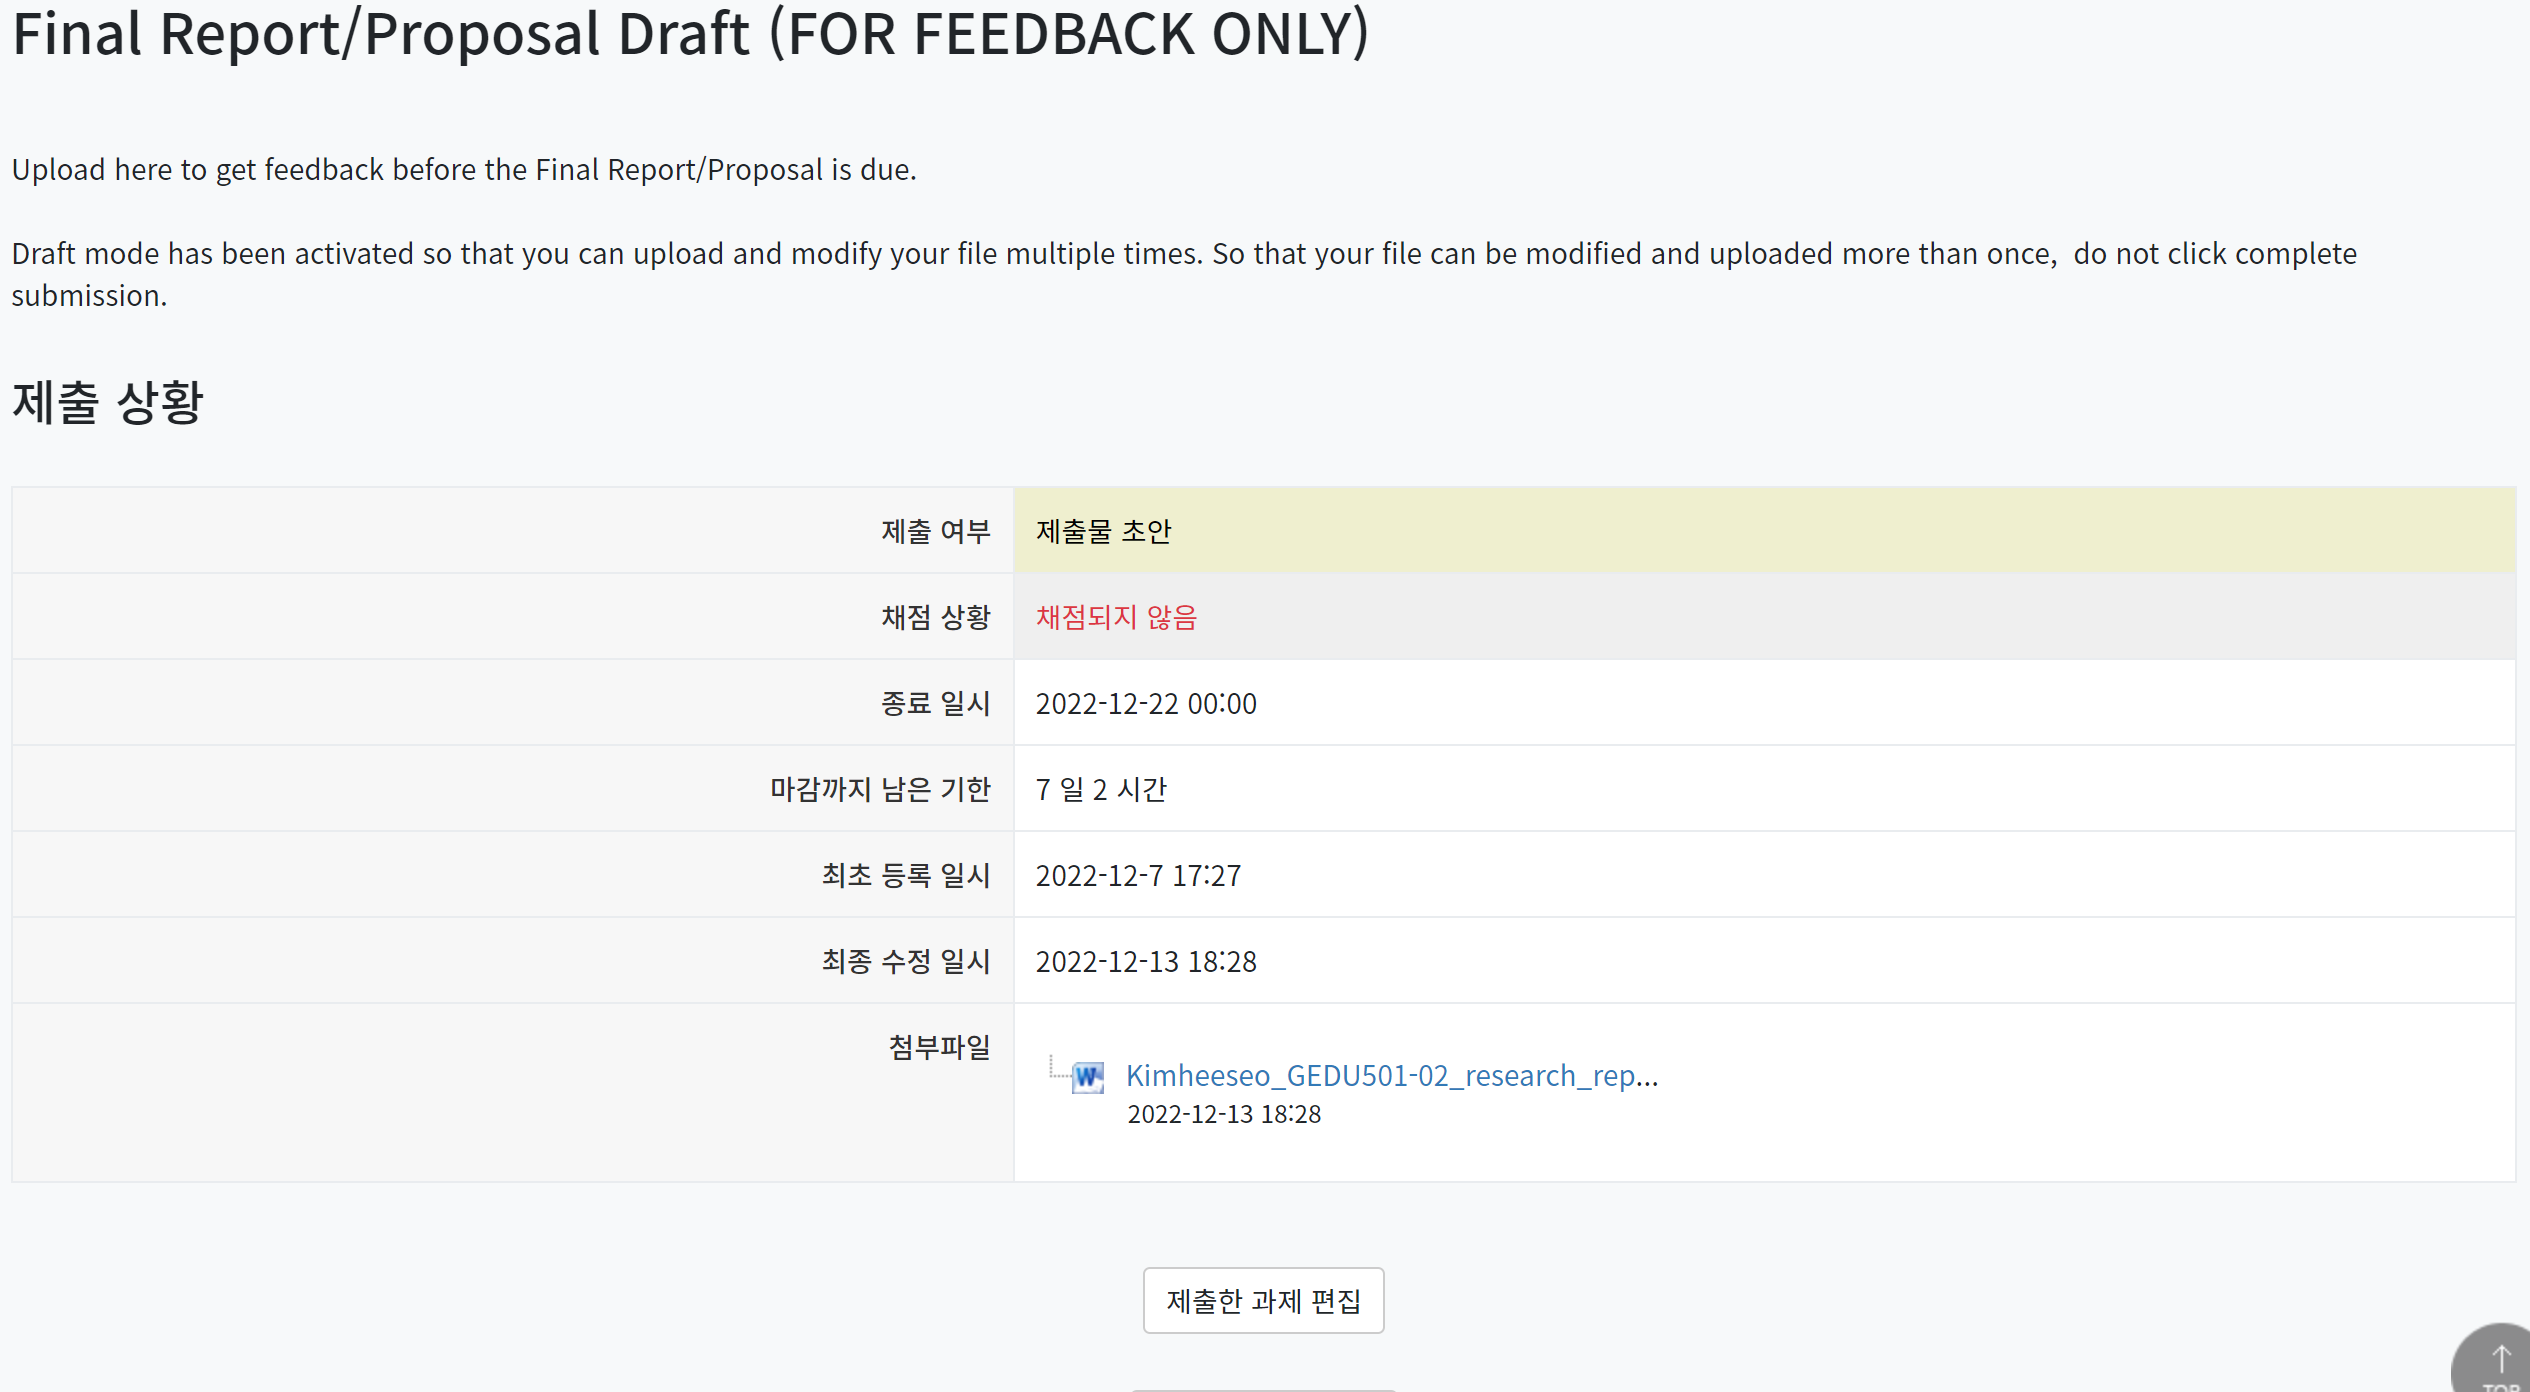 Final Report/Proposal Draft (FOR FEEDBACK ONLY)
Upload here to get feedback before the Final Report/Proposal is due.
Draft mode has been activated so that you can upload and modify your file multiple times. So that your file can be modified and uploaded more than once,  do not click complete
submission.
제출 상황
제출 여부 제출물 초안
채점 상황 채점되지 않음
종료 일시 2022-12-22 00:00
마감까지 남은 기한 7 일 2 시간
최초 등록 일시 2022-12-7 17:27
최종 수정 일시 2022-12-13 18:28
첨부파일
Kimheeseo_GEDU501-02_research_rep...
2022-12-13 18:28
제출한 과제 편집
TOP